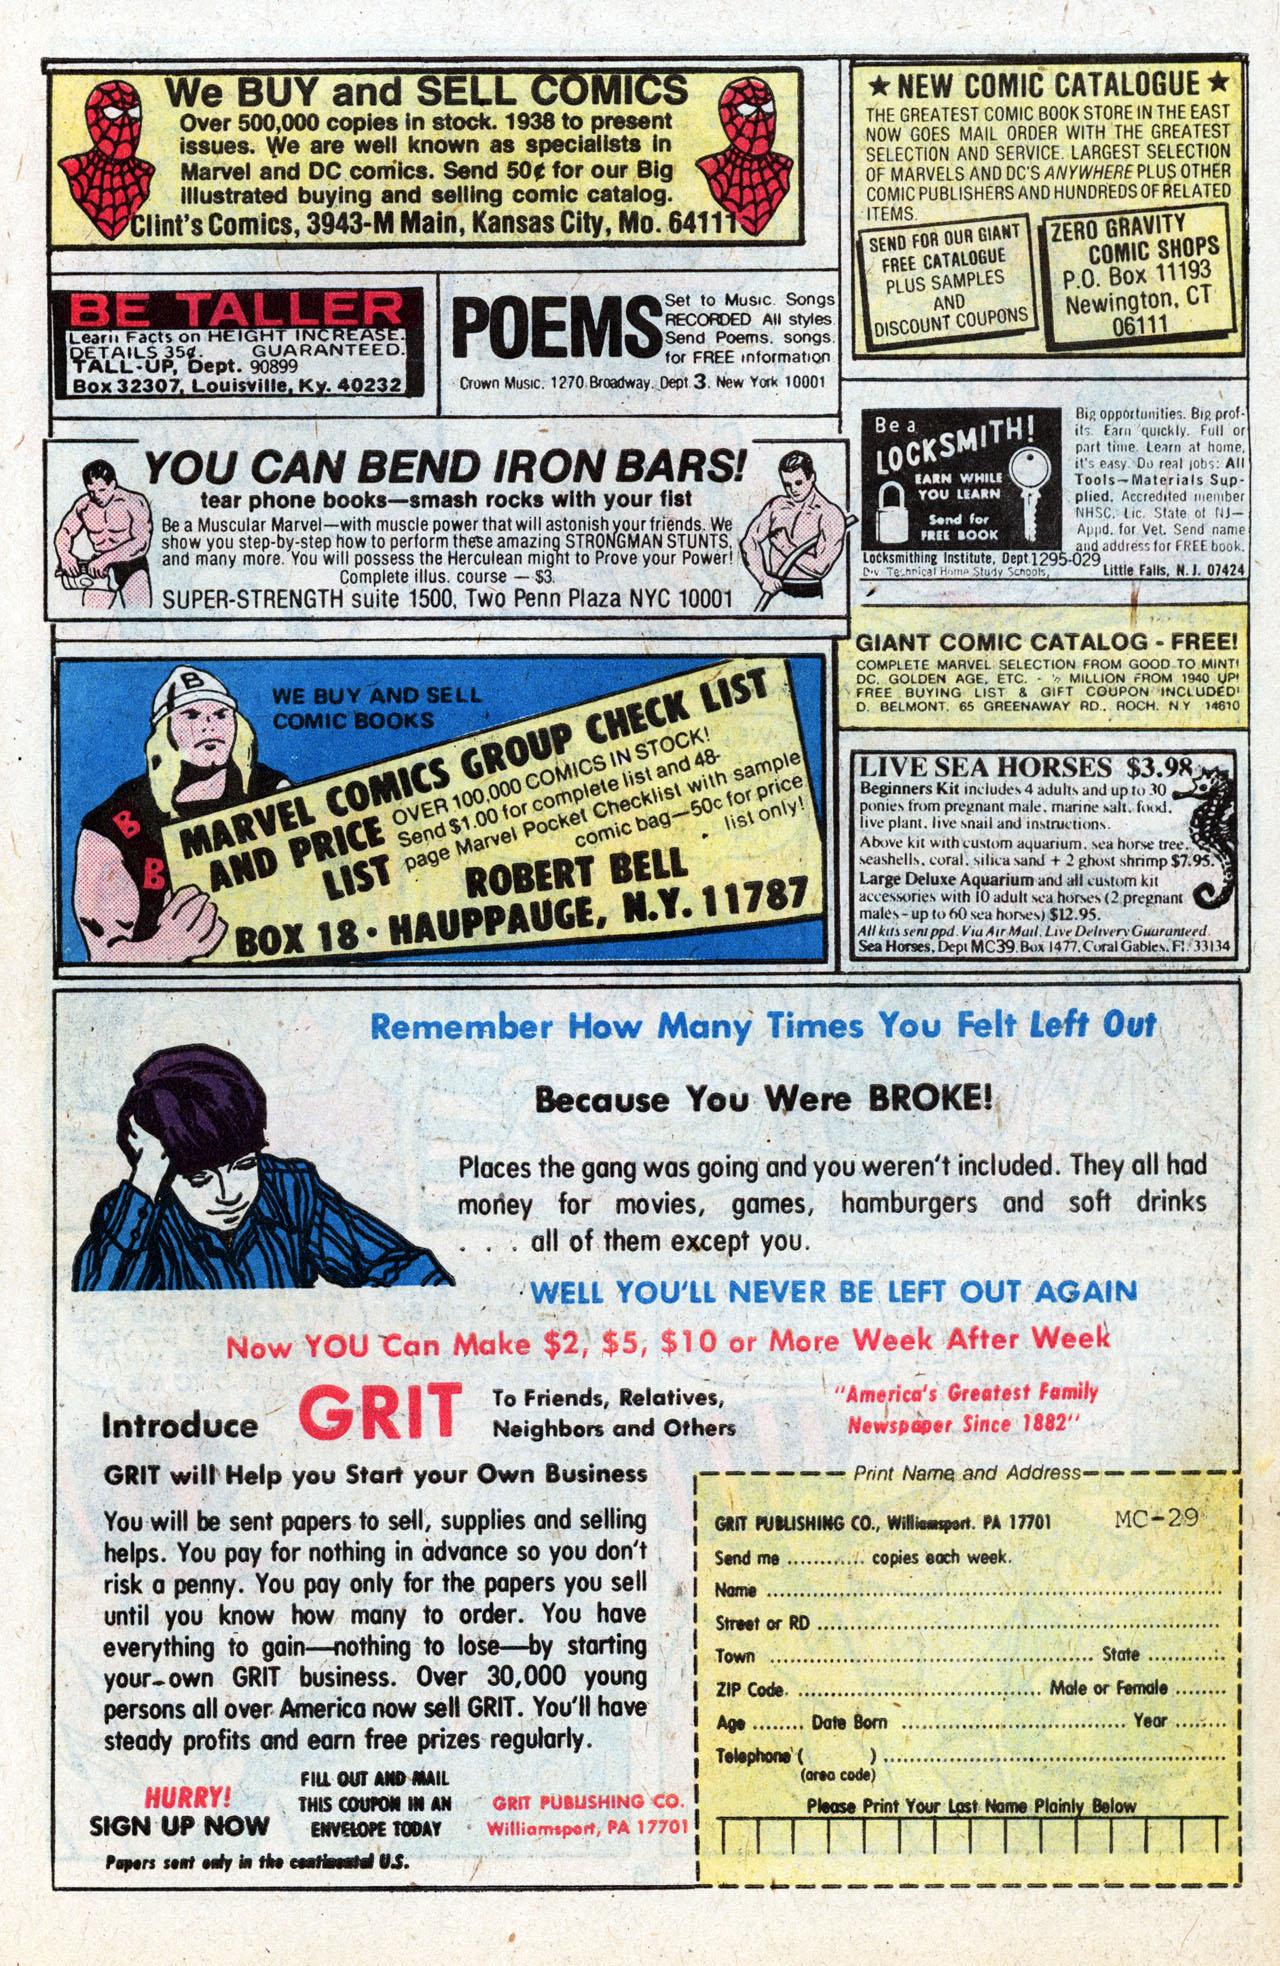 We BUY and SELL COMICS
Over 500,000 copies in stock. 1938 to present
issues. We are well known as specialists in
Marvel and DC comics. Send 50¢ for our Big
illustrated buying and selling comic catalog.
Clint's Comics, 3943-M Main, Kansas City, Mo. 64111
★ NEW COMIC CATALOGUE ★
THE GREATEST COMIC BOOK STORE IN THE EAST
NOW GOES MAIL ORDER WITH THE GREATEST
SELECTION AND SERVICE. LARGEST SELECTION
OF MARVELS AND DC'S ANYWHERE PLUS OTHER
COMIC PUBLISHERS AND HUNDREDS OF RELATED
ITEMS.
SEND FOR OUR GIANT
FREE CATALOGUE
PLUS SAMPLES
AND
DISCOUNT COUPONS
ZERO GRAVITY
COMIC SHOPS
P.O. Box 11193
Newington, CT
06111
BE TALLER
Learn Facts on HEIGHT INCREASE.
DETAILS 35¢. GUARANTEED.
TALL-UP, Dept. 90899
Box 32307, Louisville, Ky. 40232
POEMS
Set to Music. Songs
RECORDED All styles.
Send Poems, songs.
for FREE information.
Crown Music, 1270 Broadway, Dept 3, New York 10001
Be a
LOCKSMITH!
EARN WHILE
YOU LEARN
Send for
FREE BOOK
Big opportunities. Big prof-
its. Earn quickly. Full or
part time. Learn at home,
it's easy. Do real jobs: All
Tools—Materials Sup-
plied. Accredited member
NHSC, Lic. State of NJ—
Appd. for Vet. Send name
and address for FREE book.
Locksmithing Institute, Dept 1295-029
Div. Technical Home Study Schools,
Little Falls, N.J. 07424
YOU CAN BEND IRON BARS!
tear phone books—smash rocks with your fist
Be a Muscular Marvel—with muscle power that will astonish your friends. We
show you step-by-step how to perform these amazing STRONGMAN STUNTS,
and many more. You will possess the Herculean might to Prove your Power!
Complete illus. course — $3.
SUPER-STRENGTH suite 1500, Two Penn Plaza NYC 10001
GIANT COMIC CATALOG - FREE!
COMPLETE MARVEL SELECTION FROM GOOD TO MINT!
DC, GOLDEN AGE, ETC. - ½ MILLION FROM 1940 UP!
FREE BUYING LIST & GIFT COUPON INCLUDED!
D. BELMONT, 65 GREENAWAY RD., ROCH. N.Y. 14610
B
B
B
WE BUY AND SELL
COMIC BOOKS
MARVEL COMICS GROUP CHECK LIST
AND PRICE
LIST
OVER 100,000 COMICS IN STOCK!
Send $1.00 for complete list and 48-
page Marvel Pocket Checklist with sample
comic bag—50c for price
list only!
ROBERT BELL
BOX 18 • HAUPPAUGE, N.Y. 11787
LIVE SEA HORSES $3.98
Beginners Kit includes 4 adults and up to 30
ponies from pregnant male, marine salt, food,
live plant, live snail and instructions.
Above kit with custom aquarium, sea horse tree,
seashells, coral, silica sand + 2 ghost shrimp $7.95.
Large Deluxe Aquarium and all custom kit
accessories with 10 adult sea horses (2 pregnant
males - up to 60 sea horses) $12.95.
All kits sent ppd. Via Air Mail, Live Delivery Guaranteed.
Sea Horses, Dept MC39, Box 1477, Coral Gables, Fl. 33134
Remember How Many Times You Felt Left Out
Because You Were BROKE!
Places the gang was going and you weren't included. They all had
money for movies, games, hamburgers and soft drinks
. . . all of them except you.
WELL YOU'LL NEVER BE LEFT OUT AGAIN
Now YOU Can Make $2, $5, $10 or More Week After Week
Introduce GRIT To Friends, Relatives,
Neighbors and Others
"America's Greatest Family
Newspaper Since 1882"
GRIT will Help you Start your Own Business
You will be sent papers to sell, supplies and selling
helps. You pay for nothing in advance so you don't
risk a penny. You pay only for the papers you sell
until you know how many to order. You have
everything to gain—nothing to lose—by starting
your own GRIT business. Over 30,000 young
persons all over America now sell GRIT. You'll have
steady profits and earn free prizes regularly.
HURRY!
SIGN UP NOW
FILL OUT AND MAIL
THIS COUPON IN AN
ENVELOPE TODAY
GRIT PUBLISHING CO.
Williamsport, PA 17701
Papers sent only in the continental U.S.
Print Name and Address
GRIT PUBLISHING CO., Williamsport, PA 17701 MC-29
Send me ............ copies each week.
Name
Street or RD
Town State
ZIP Code Male or Female
Age Date Born Year
Telephone ( )
(area code)
Please Print Your Last Name Plainly Below